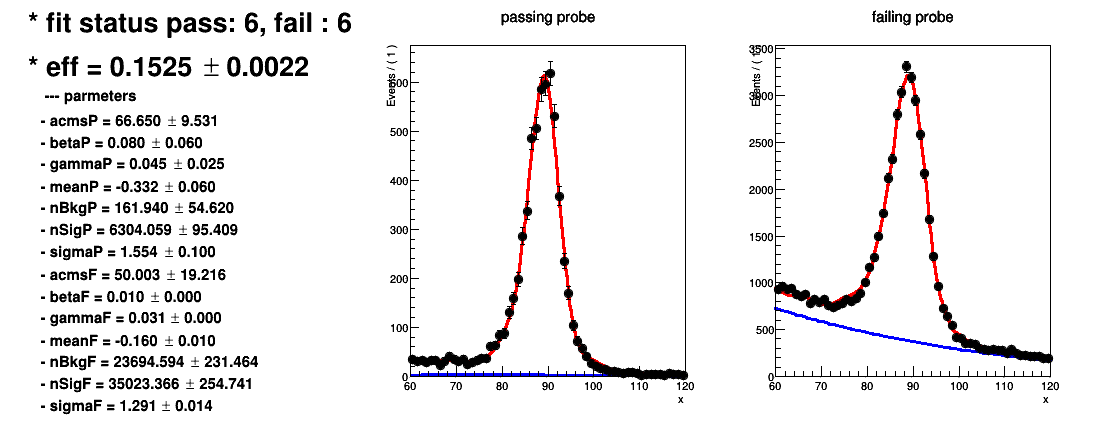 * fit status pass: 6, fail : 6
* eff = 0.1525 ± 0.0022
--- parmeters
- acmsP = 66.650 ± 9.531
- betaP = 0.080 ± 0.060
- gammaP = 0.045 ± 0.025
- meanP = -0.332 ± 0.060
- nBkgP = 161.940 ± 54.620
- nSigP = 6304.059 ± 95.409
- sigmaP = 1.554 ± 0.100
- acmsF = 50.003 ± 19.216
- betaF = 0.010 ± 0.000
- gammaF = 0.031 ± 0.000
- meanF = -0.160 ± 0.010
- nBkgF = 23694.594 ± 231.464
- nSigF = 35023.366 ± 254.741
- sigmaF = 1.291 ± 0.014
passing probe
Events / ( 1 )
600
500
400
300
200
100
0
60 70 80 90 100 110 120
x
failing probe
Events / ( 1 )
3500
3000
2500
2000
1500
1000
500
0
60 70 80 90 100 110 120
x